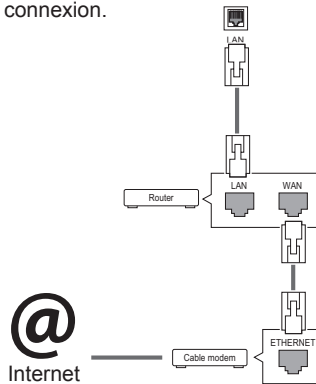 connexion.
LAN
LAN WAN
Router
ETHERNET
Cable modem
@
Internet